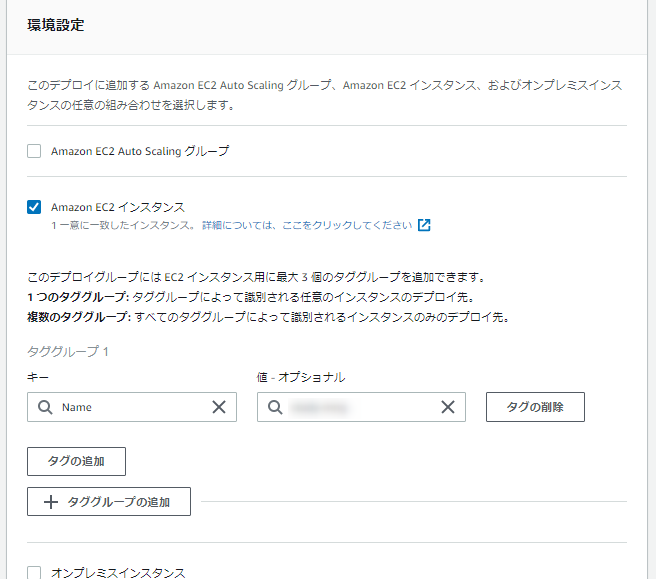 環境設定
このデプロイに追加する Amazon EC2 Auto Scaling グループ、Amazon EC2 インスタンス、およびオンプレミスインス
タンスの任意の組み合わせを選択します。
Amazon EC2 Auto Scaling グループ
Amazon EC2 インスタンス
1 一意に一致したインスタンス。 詳細については、ここをクリックしてください
このデプロイグループには EC2 インスタンス用に最大 3 個のタググループを追加できます。
1 つのタググループ: タググループによって識別される任意のインスタンスのデプロイ先。
複数のタググループ: すべてのタググループによって識別されるインスタンスのみのデプロイ先。
タググループ 1
キー
値 - オプショナル
Name
タグの削除
タグの追加
タググループの追加
オンプレミスインスタンス